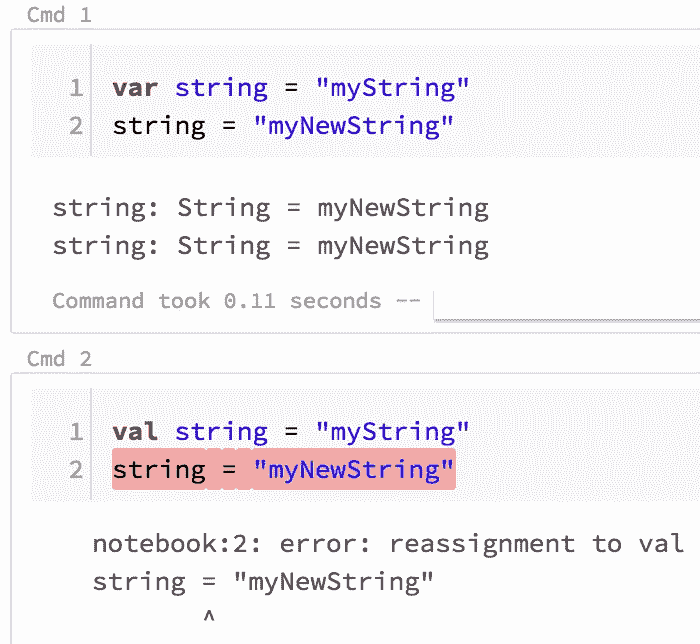 Cmd 1
1 var string = "myString"
2 string = "myNewString"
string: String = myNewString
string: String = myNewString
Command took 0.11 seconds --
Cmd 2
1 val string = "myString"
2 string = "myNewString"
notebook:2: error: reassignment to val
string = "myNewString"
^